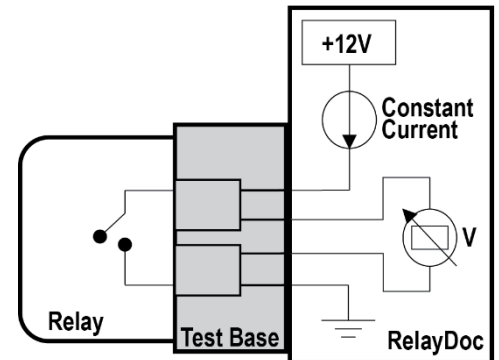 +12V
Constant
Current
V
Relay
Test Base
RelayDoc